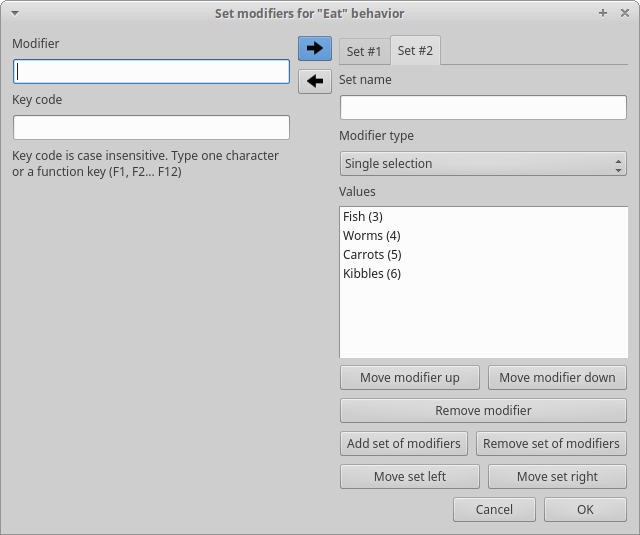 Set modifiers for "Eat" behavior
Modifier
Key code
Key code is case insensitive. Type one character
or a function key (F1, F2... F12)
Set #1
Set #2
Set name
Modifier type
Single selection
Values
Fish (3)
Worms (4)
Carrots (5)
Kibbles (6)
Move modifier up
Move modifier down
Remove modifier
Add set of modifiers
Remove set of modifiers
Move set left
Move set right
Cancel
OK